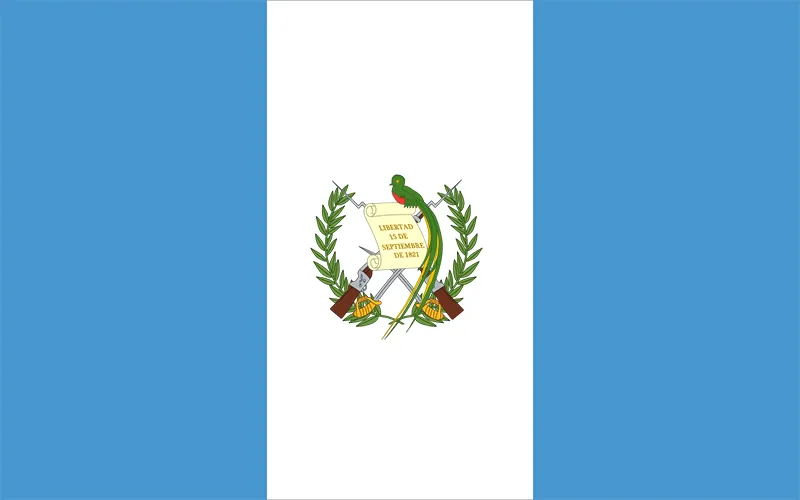 LIBERTAD
15 DE
SEPTIEMBRE
DE 1821